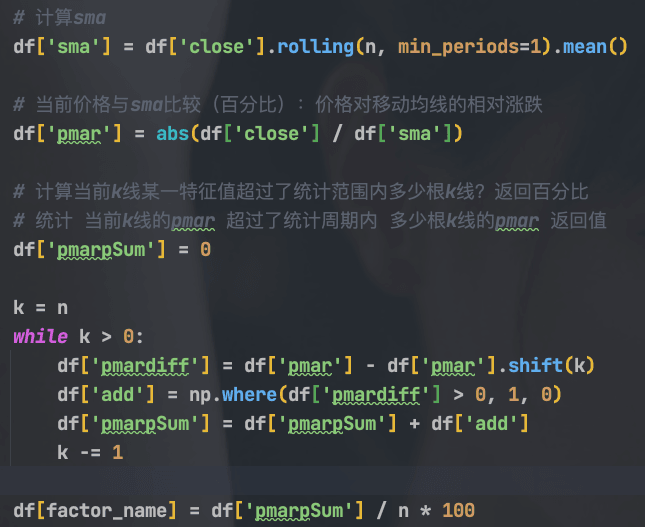 # 计算sma
df['sma'] = df['close'].rolling(n, min_periods=1).mean()
# 当前价格与sma比较（百分比）：价格对移动均线的相对涨跌
df['pmar'] = abs(df['close'] / df['sma'])
# 计算当前k线某一特征值超过了统计范围内多少根k线？返回百分比
# 统计 当前k线的pmar 超过了统计周期内 多少根k线的pmar 返回值
df['pmarpSum'] = 0
k = n
while k > 0:
    df['pmardiff'] = df['pmar'] - df['pmar'].shift(k)
    df['add'] = np.where(df['pmardiff'] > 0, 1, 0)
    df['pmarpSum'] = df['pmarpSum'] + df['add']
    k -= 1
df[factor_name] = df['pmarpSum'] / n * 100